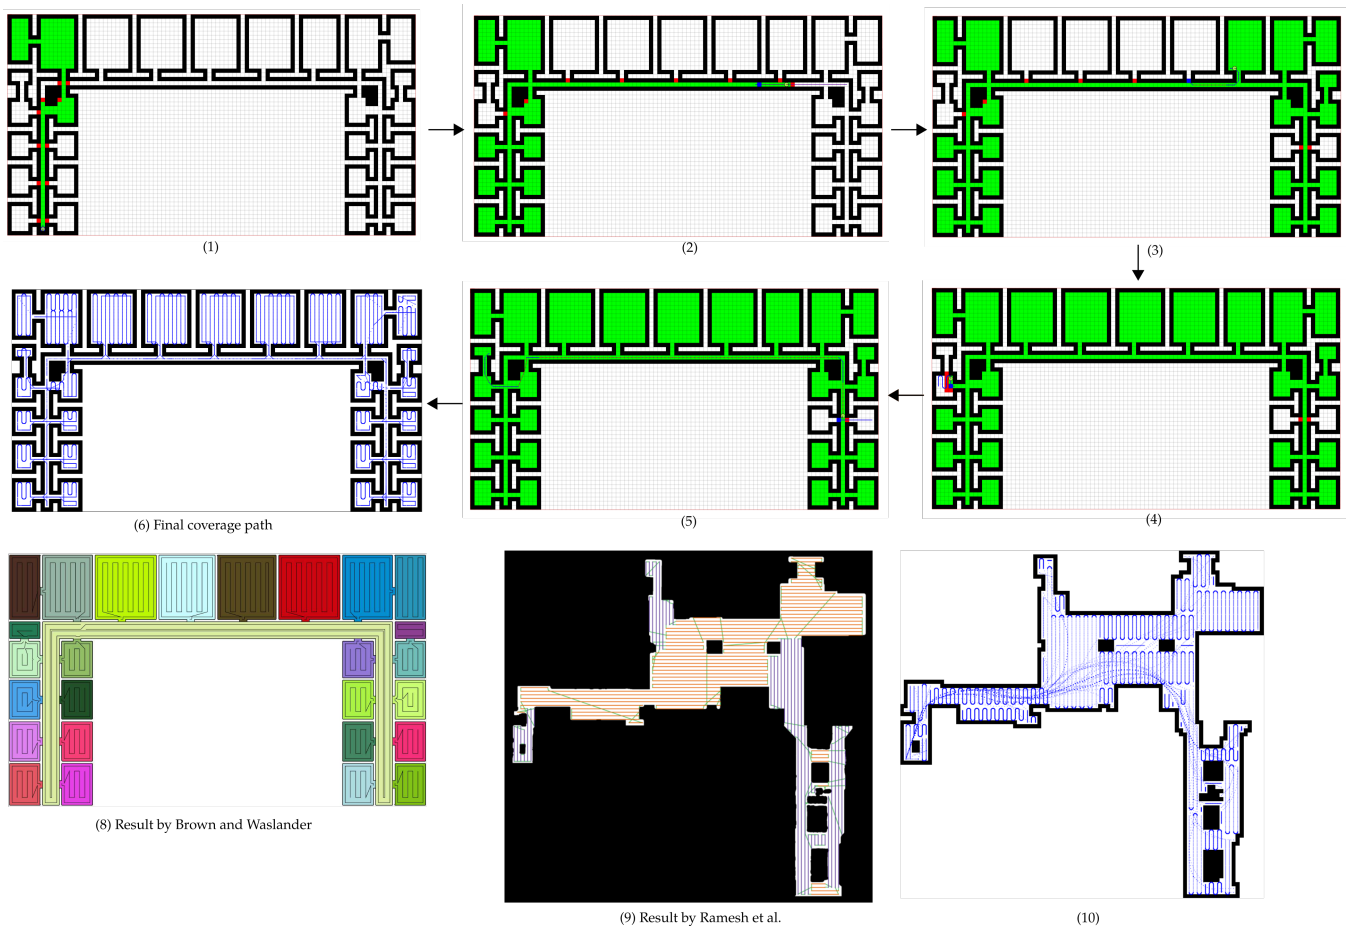 (1)
(2)
(3)
(6) Final coverage path
(5)
(4)
(8) Result by Brown and Waslander
(9) Result by Ramesh et al.
(10)